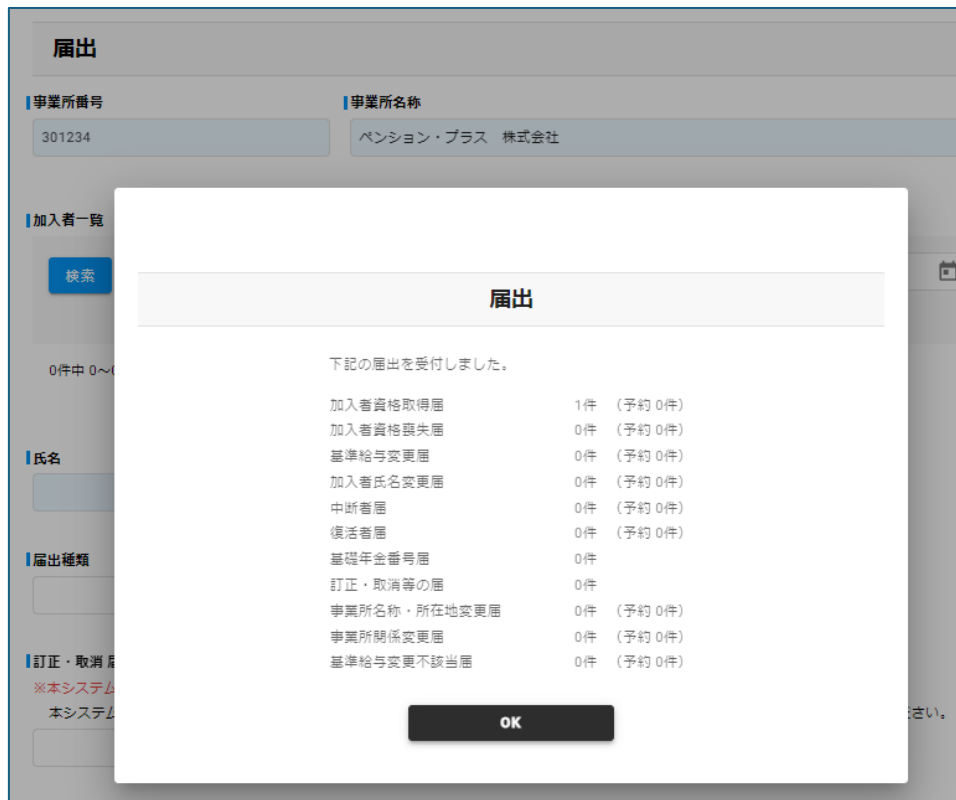 届出
事業所番号 事業所名称
301234 ペンション・プラス 株式会社
加入者一覧
検索
届出
0件中 0～
下記の届出を受付しました。
加入者資格取得届 1件 （予約 0件）
加入者資格喪失届 0件 （予約 0件）
基準給与変更届 0件 （予約 0件）
氏名
加入者氏名変更届 0件 （予約 0件）
中断者届 0件 （予約 0件）
復活者届 0件 （予約 0件）
届出種類
基礎年金番号届 0件
訂正・取消等の届 0件
事業所名称・所在地変更届 0件 （予約 0件）
事業所関係変更届 0件 （予約 0件）
基準給与変更不該当届 0件 （予約 0件）
訂正・取消
※本システム
本システム ださい。
OK